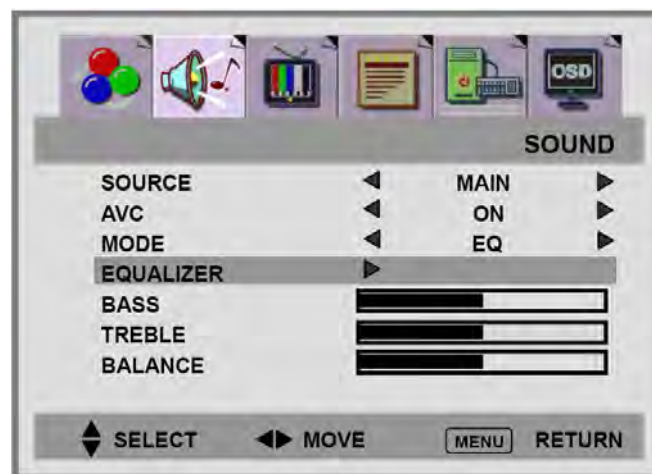 OSD
SOUND
SOURCE MAIN
AVC ON
MODE EQ
EQUALIZER
BASS
TREBLE
BALANCE
SELECT MOVE MENU RETURN